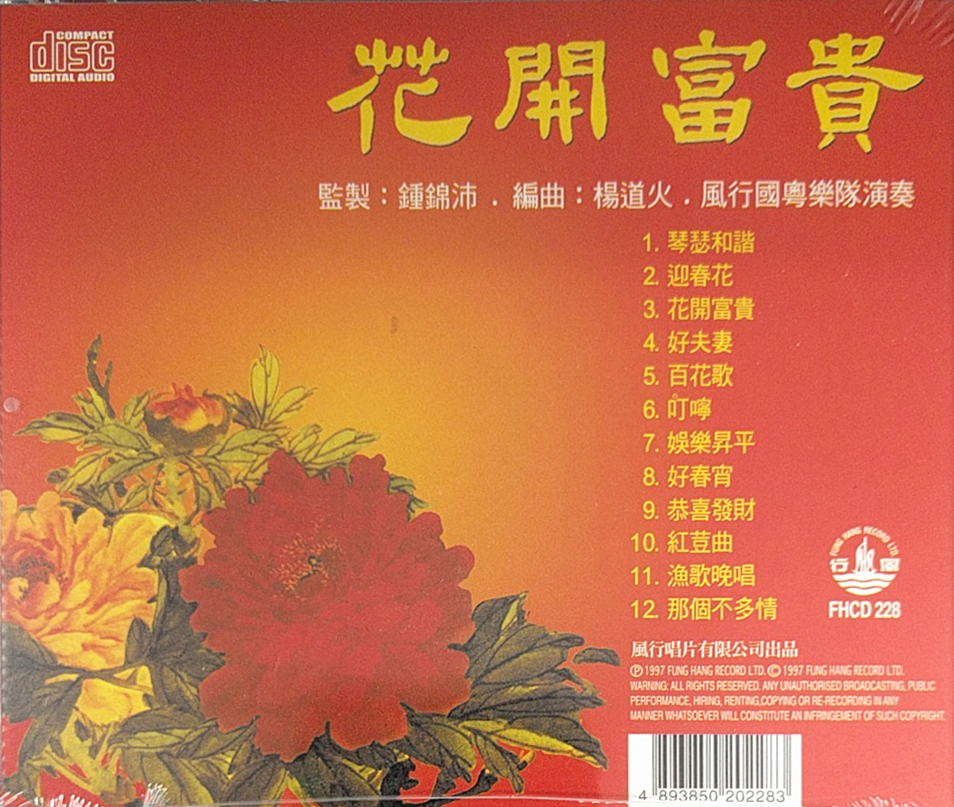 COMPACT
disc
DIGITAL AUDIO
花開富貴
監製：鍾錦沛．編曲：楊道火．風行國粵樂隊演奏
1. 琴瑟和諧
2. 迎春花
3. 花開富貴
4. 好夫妻
5. 百花歌
6. 叮嚀
7. 娛樂昇平
8. 好春宵
9. 恭喜發財
10. 紅荳曲
11. 漁歌晚唱
12. 那個不多情
FUNG HANG RECORD LTD.
行風
FHCD 228
風行唱片有限公司出品
Ⓟ 1997 FUNG HANG RECORD LTD. © 1997 FUNG HANG RECORD LTD.
WARNING: ALL RIGHTS RESERVED. ANY UNAUTHORISED BROADCASTING, PUBLIC
PERFORMANCE, HIRING, RENTING,COPYING OR RE-RECORDING IN ANY
MANNER WHATSOEVER WILL CONSTITUTE AN INFRINGEMENT OF SUCH COPYRIGHT.
4 893850 202283